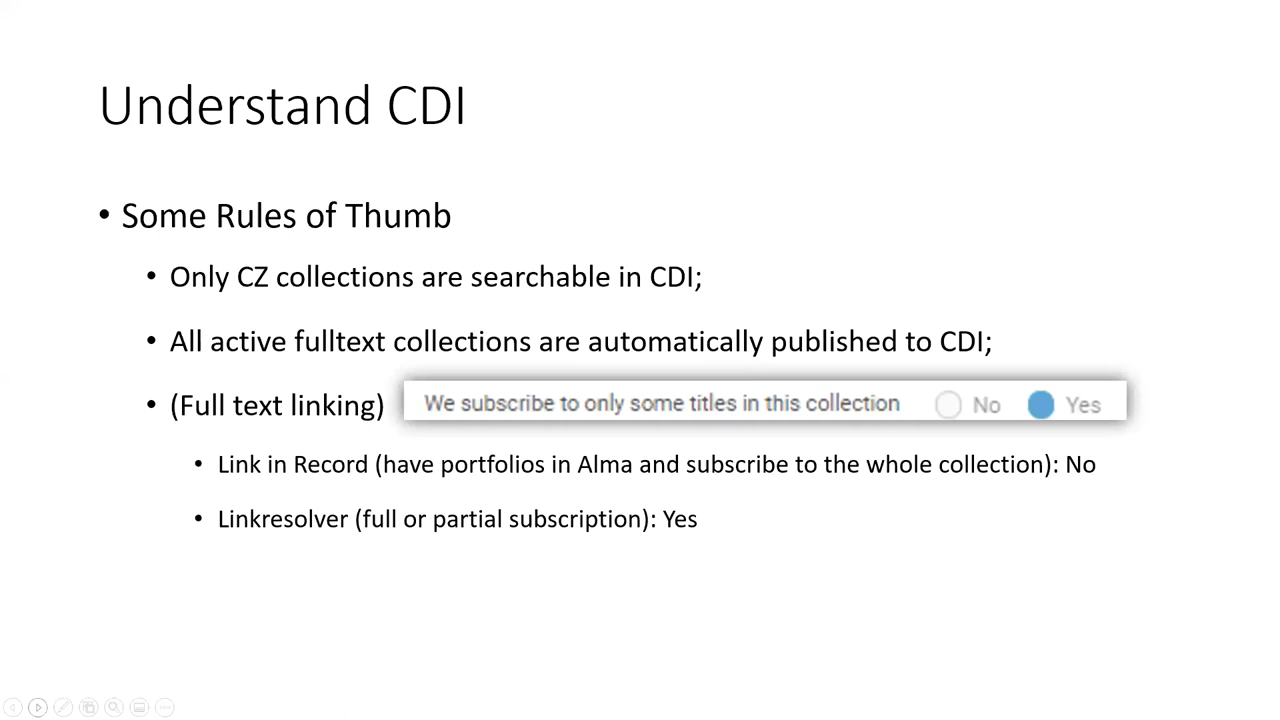 Understand CDI
• Some Rules of Thumb
• Only CZ collections are searchable in CDI;
• All active fulltext collections are automatically published to CDI;
• (Full text linking) We subscribe to only some titles in this collection No Yes
• Link in Record (have portfolios in Alma and subscribe to the whole collection): No
• Linkresolver (full or partial subscription): Yes